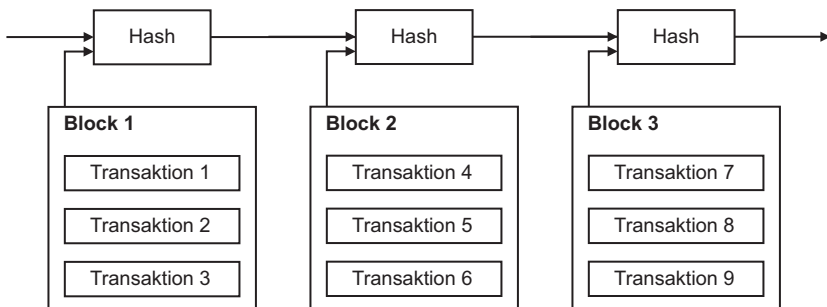 Hash
Hash
Hash
Block 1
Transaktion 1
Transaktion 2
Transaktion 3
Block 2
Transaktion 4
Transaktion 5
Transaktion 6
Block 3
Transaktion 7
Transaktion 8
Transaktion 9